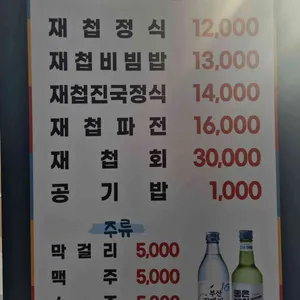 재첩정식 12,000
재첩비빔밥 13,000
재첩진국정식 14,000
재첩파전 16,000
재첩회 30,000
공기밥 1,000
주류
막걸리 5,000
맥주 5,000